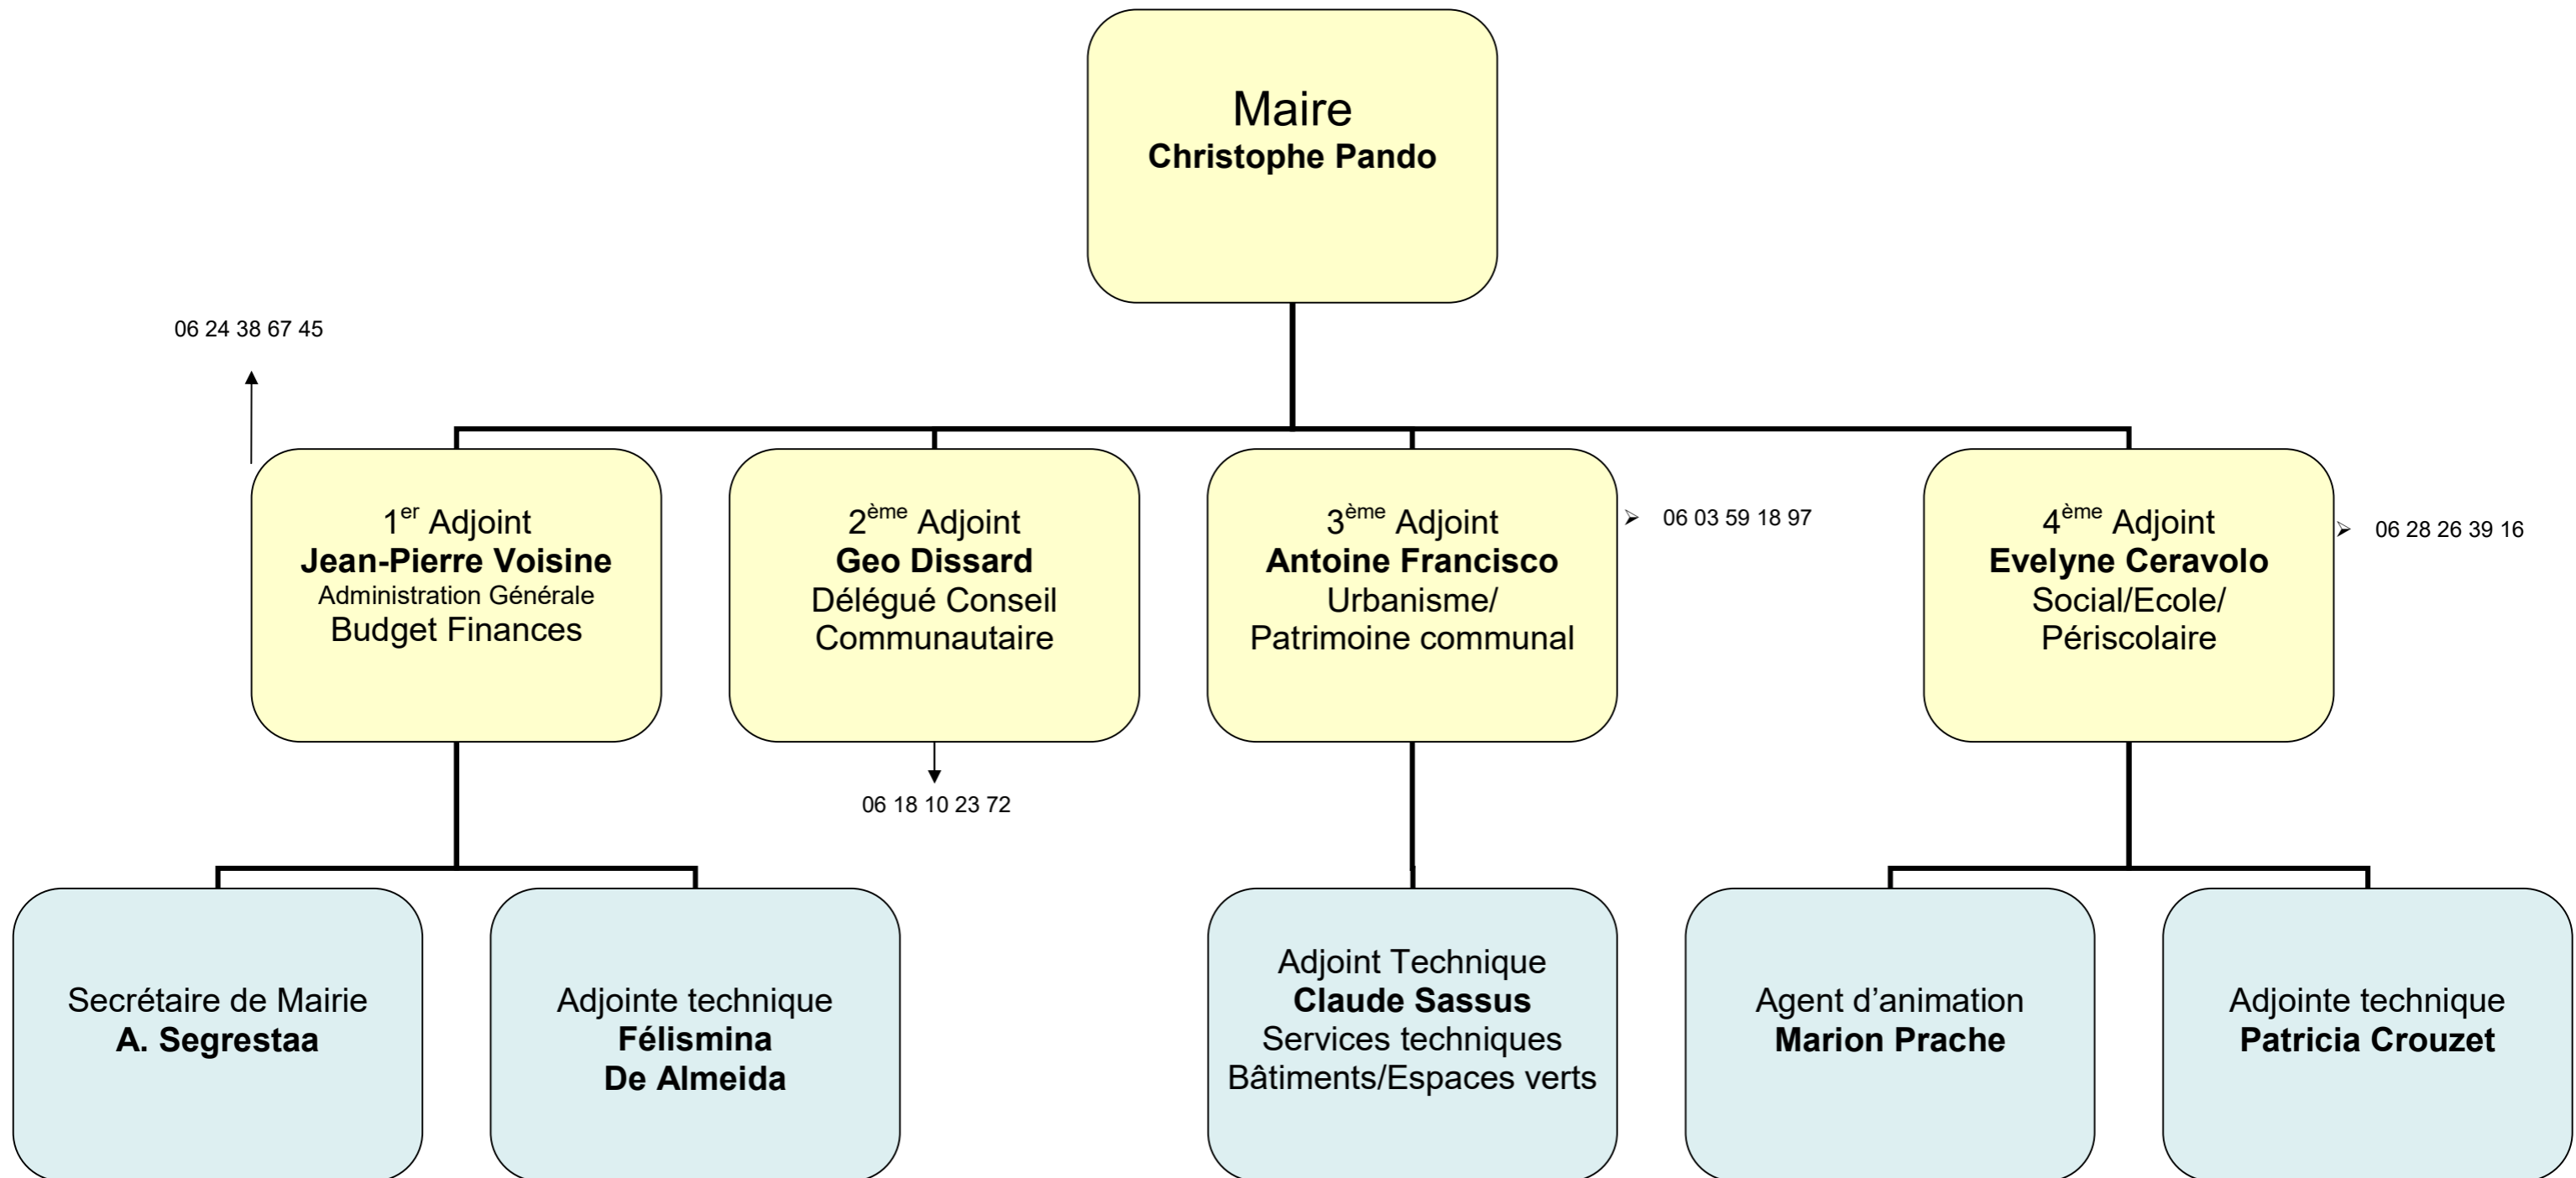 Maire
Christophe Pando
06 24 38 67 45
1er Adjoint
Jean-Pierre Voisine
Administration Générale
Budget Finances
2ème Adjoint
Geo Dissard
Délégué Conseil
Communautaire
06 18 10 23 72
3ème Adjoint
Antoine Francisco
Urbanisme/
Patrimoine communal
06 03 59 18 97
4ème Adjoint
Evelyne Ceravolo
Social/Ecole/
Périscolaire
06 28 26 39 16
Secrétaire de Mairie
A. Segrestaa
Adjointe technique
Félismina
De Almeida
Adjoint Technique
Claude Sassus
Services techniques
Bâtiments/Espaces verts
Agent d’animation
Marion Prache
Adjointe technique
Patricia Crouzet